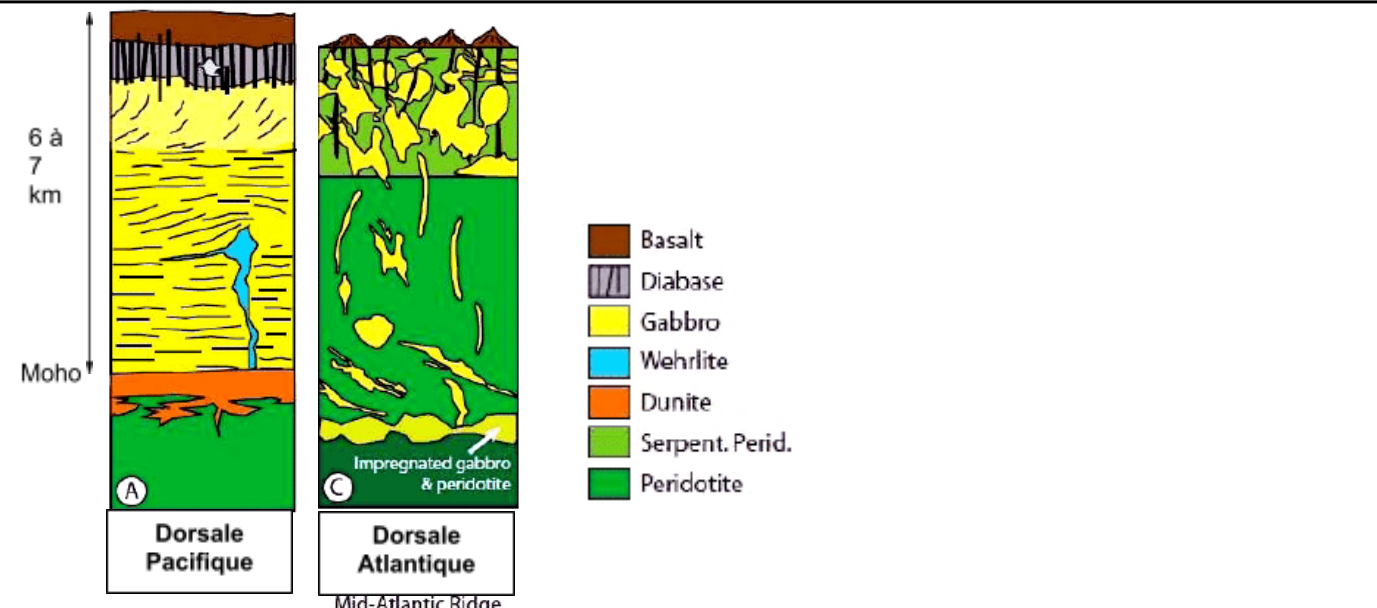 6 à
7
km
Moho
A
Dorsale
Pacifique
Impregnated gabbro
& peridotite
C
Dorsale
Atlantique
Mid-Atlantic Ridge
Basalt
Diabase
Gabbro
Wehrlite
Dunite
Serpent. Perid.
Peridotite